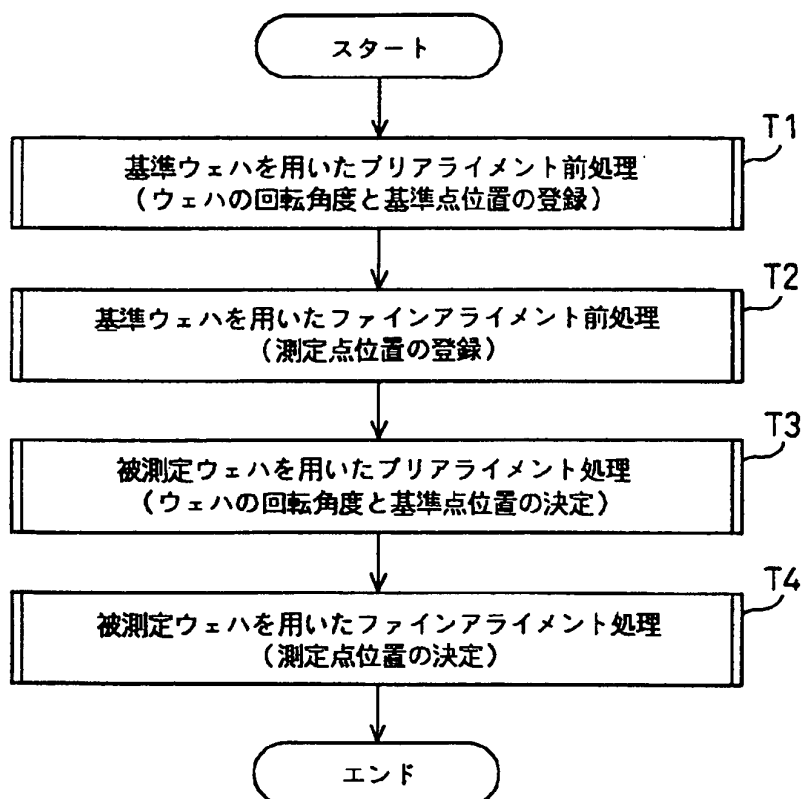 スタート
T1
基準ウェハを用いたプリアライメント前処理
(ウェハの回転角度と基準点位置の登録)
T2
基準ウェハを用いたファインアライメント前処理
(測定点位置の登録)
T3
被測定ウェハを用いたプリアライメント処理
(ウェハの回転角度と基準点位置の決定)
T4
被測定ウェハを用いたファインアライメント処理
(測定点位置の決定)
エンド